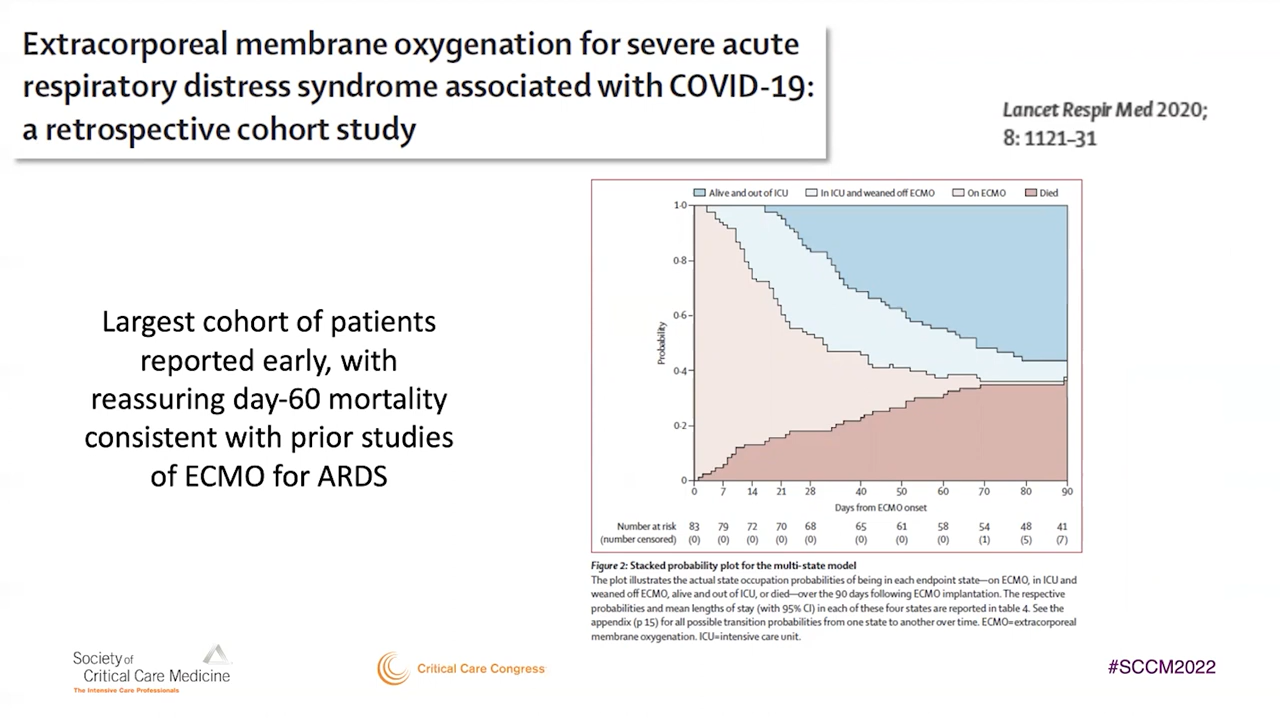 Extracorporeal membrane oxygenation for severe acute
respiratory distress syndrome associated with COVID-19:
a retrospective cohort study
Lancet Respir Med 2020;
8: 1121–31
Largest cohort of patients
reported early, with
reassuring day-60 mortality
consistent with prior studies
of ECMO for ARDS
Alive and out of ICU In ICU and weaned off ECMO On ECMO Died
1·0
0·8
0·6
0·4
0·2
0
Probability
0 7 14 21 28 40 50 60 70 80 90
Days from ECMO onset
Number at risk 83 79 72 70 68 65 61 58 54 48 41
(number censored) (0) (0) (0) (0) (0) (0) (0) (0) (1) (5) (7)
Figure 2: Stacked probability plot for the multi-state model
The plot illustrates the actual state occupation probabilities of being in each endpoint state—on ECMO, in ICU and
weaned off ECMO, alive and out of ICU, or died—over the 90 days following ECMO implantation. The respective
probabilities and mean lengths of stay (with 95% CI) in each of these four states are reported in table 4. See the
appendix (p 15) for all possible transition probabilities from one state to another over time. ECMO=extracorporeal
membrane oxygenation. ICU=intensive care unit.
Society of
Critical Care Medicine
The Intensive Care Professionals
Critical Care Congress
#SCCM2022